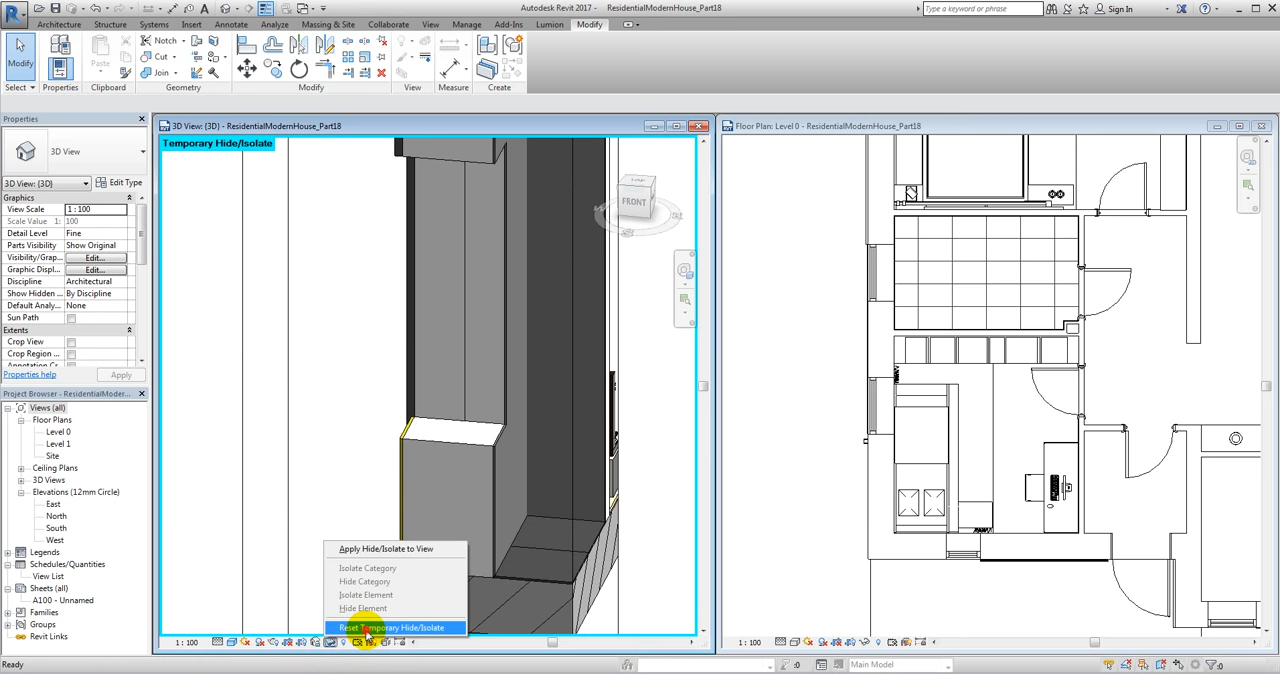 Autodesk Revit 2017 - ResidentialModernHouse_Part18
Type a keyword or phrase
Sign In
Architecture Structure Systems Insert Annotate Analyze Massing & Site Collaborate View Manage Add-Ins Lumion Modify
Modify
Paste
Notch
Cut
Join
Select Properties Clipboard Geometry Modify View Measure Create
Properties
3D View
3D View: {3D}
Edit Type
Graphics
View Scale 1 : 100
Scale Value 1: 100
Detail Level Fine
Parts Visibility Show Original
Visibility/Grap... Edit...
Graphic Displ... Edit...
Discipline Architectural
Show Hidden ... By Discipline
Default Analy... None
Sun Path
Extents
Crop View
Crop Region ...
Annotation Cr
Properties help
Apply
Project Browser - ResidentialModer...
Views (all)
Floor Plans
Level 0
Level 1
Site
Ceiling Plans
3D Views
Elevations (12mm Circle)
East
North
South
West
Legends
Schedules/Quantities
View List
Sheets (all)
A100 - Unnamed
Families
Groups
Revit Links
3D View: {3D} - ResidentialModernHouse_Part18
Temporary Hide/Isolate
FRONT
Apply Hide/Isolate to View
Isolate Category
Hide Category
Isolate Element
Hide Element
Reset Temporary Hide/Isolate
1 : 100
Floor Plan: Level 0 - ResidentialModernHouse_Part18
1 : 100
Ready
:0
Main Model
:0